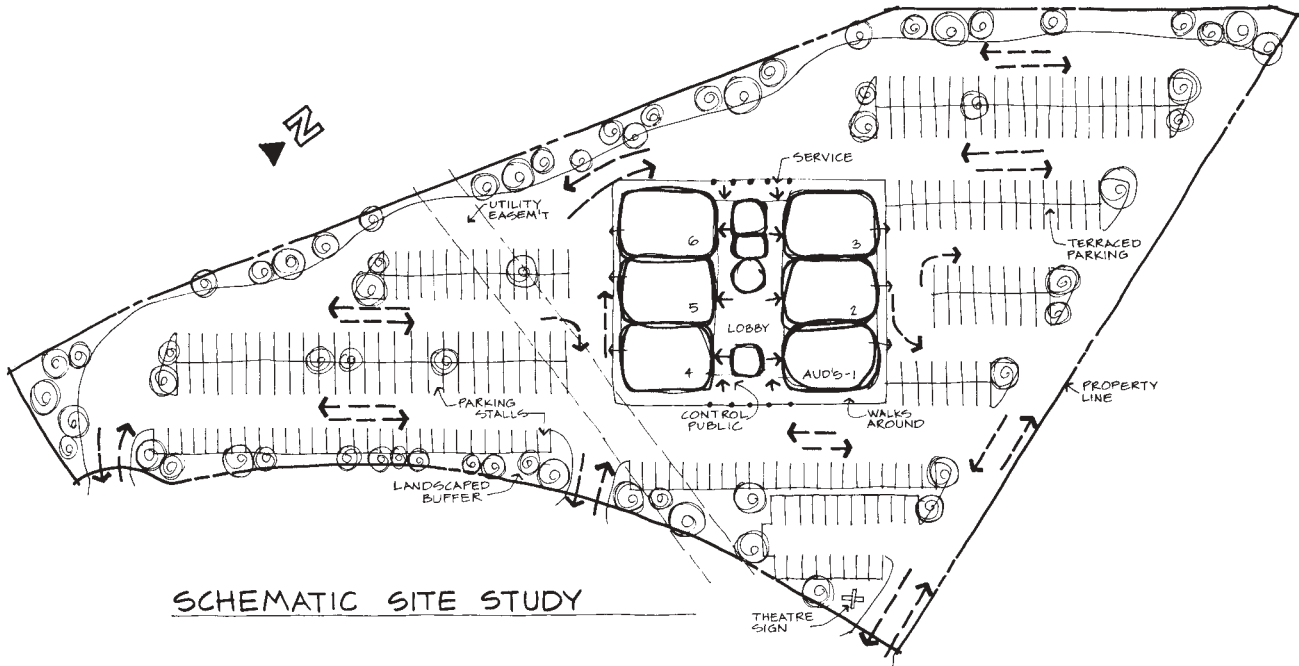 N
SERVICE
UTILITY
EASEM'T
6
3
TERRACED
PARKING
5
2
LOBBY
4
AUD'S-1
PROPERTY
LINE
PARKING
STALLS
CONTROL
PUBLIC
WALKS
AROUND
LANDSCAPED
BUFFER
SCHEMATIC SITE STUDY
THEATRE
SIGN